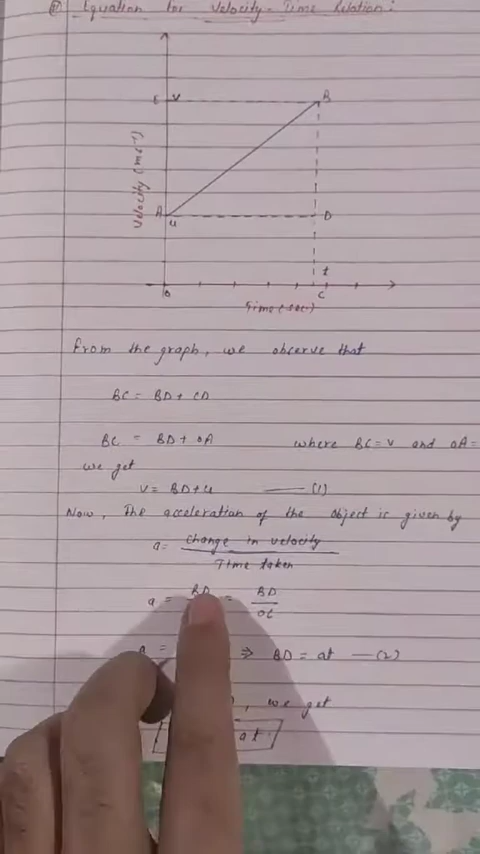 Equation for Velocity-Time Relation:
E V B
Velocity (ms⁻¹)
A u D
t
O C
Time (sec)
From the graph, we observe that
BC = BD + CD
BC = BD + OA where BC = V and OA =
we get
V = BD + u —— (1)
Now, The acceleration of the object is given by
a = Change in velocity
Time taken
a = BD = BD
OC
a = ⇒ BD = at —(2)
, we get
at